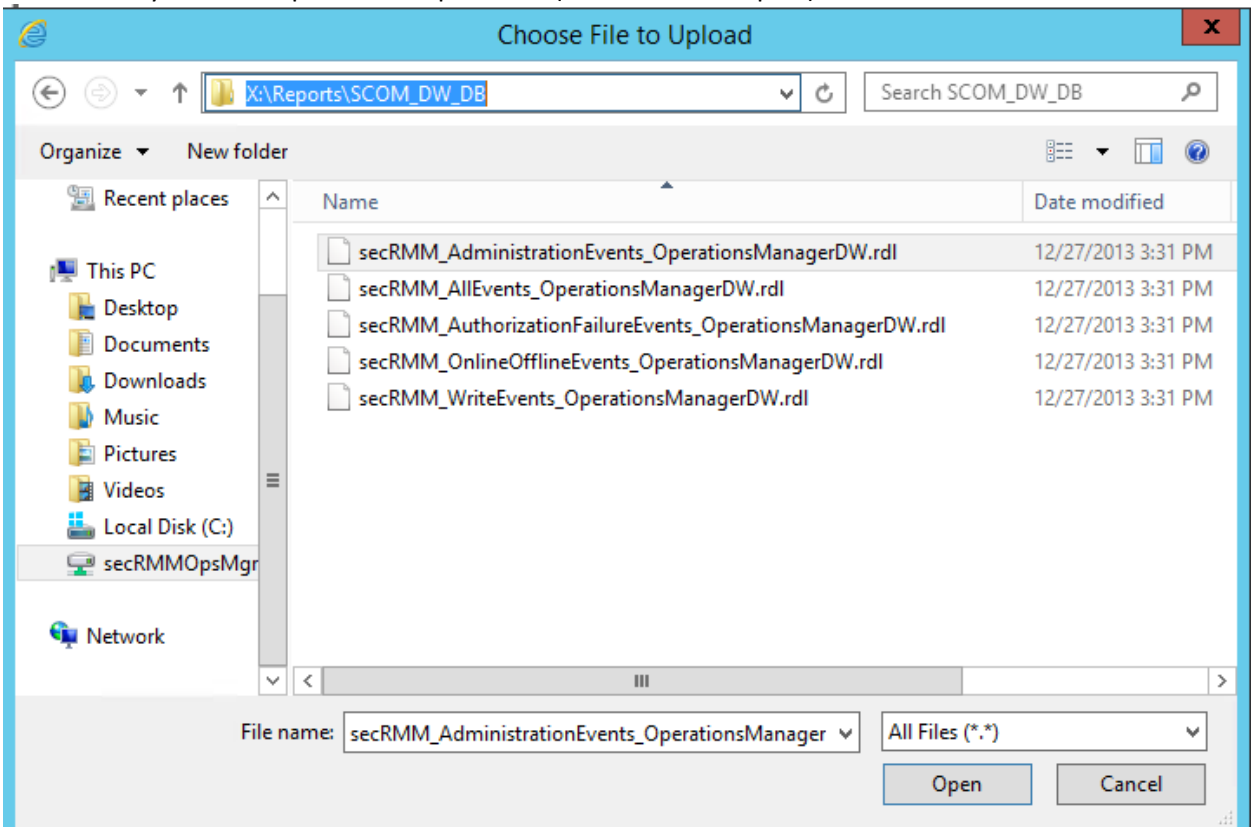 Choose File to Upload
x
X:\Reports\SCOM_DW_DB
Search SCOM_DW_DB
Organize
New folder
Name
Date modified
Recent places
This PC
Desktop
Documents
Downloads
Music
Pictures
Videos
Local Disk (C:)
secRMMOpsMgr
Network
secRMM_AdministrationEvents_OperationsManagerDW.rdl 12/27/2013 3:31 PM
secRMM_AllEvents_OperationsManagerDW.rdl 12/27/2013 3:31 PM
secRMM_AuthorizationFailureEvents_OperationsManagerDW.rdl 12/27/2013 3:31 PM
secRMM_OnlineOfflineEvents_OperationsManagerDW.rdl 12/27/2013 3:31 PM
secRMM_WriteEvents_OperationsManagerDW.rdl 12/27/2013 3:31 PM
File name: secRMM_AdministrationEvents_OperationsManager
All Files (*.*)
Open
Cancel